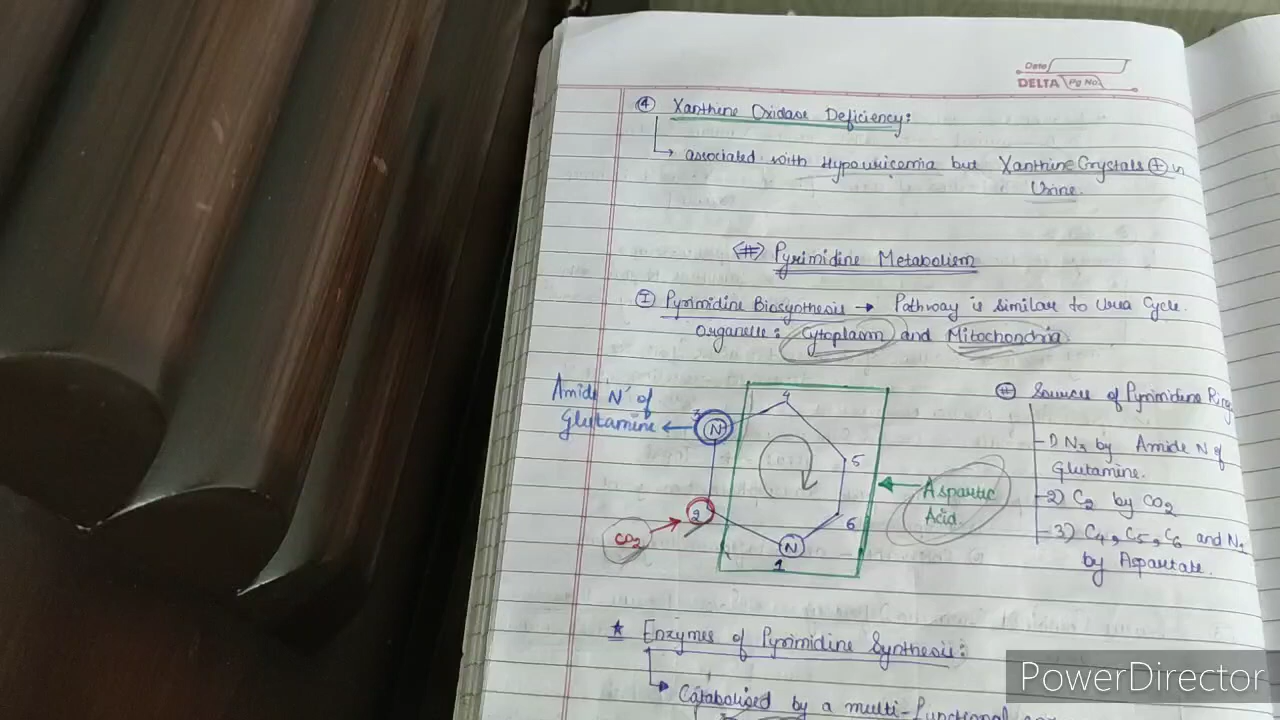 Date
DELTA Pg No.
④ Xanthine Oxidase Deficiency:
↳ associated with Hypouricemia but Xanthine Crystals ⊕ in
Urine.
<#> Pyrimidine Metabolism
Ⓘ Pyrimidine Biosynthesis → Pathway is similar to Urea Cycle.
Organelle: Cytoplasm and Mitochondria
Amide 'N' of
Glutamine ← N
3
4
5
6
N
1
2
CO₂ →
← Aspartic
Acid.
# Sources of Pyrimidine Ring
1) N₃ by Amide N of
Glutamine.
2) C₂ by CO₂
3) C₄, C₅, C₆ and N₁
by Aspartate.
★ Enzymes of Pyrimidine Synthesis:
↳ Catabolised by a multi-functional
PowerDirector